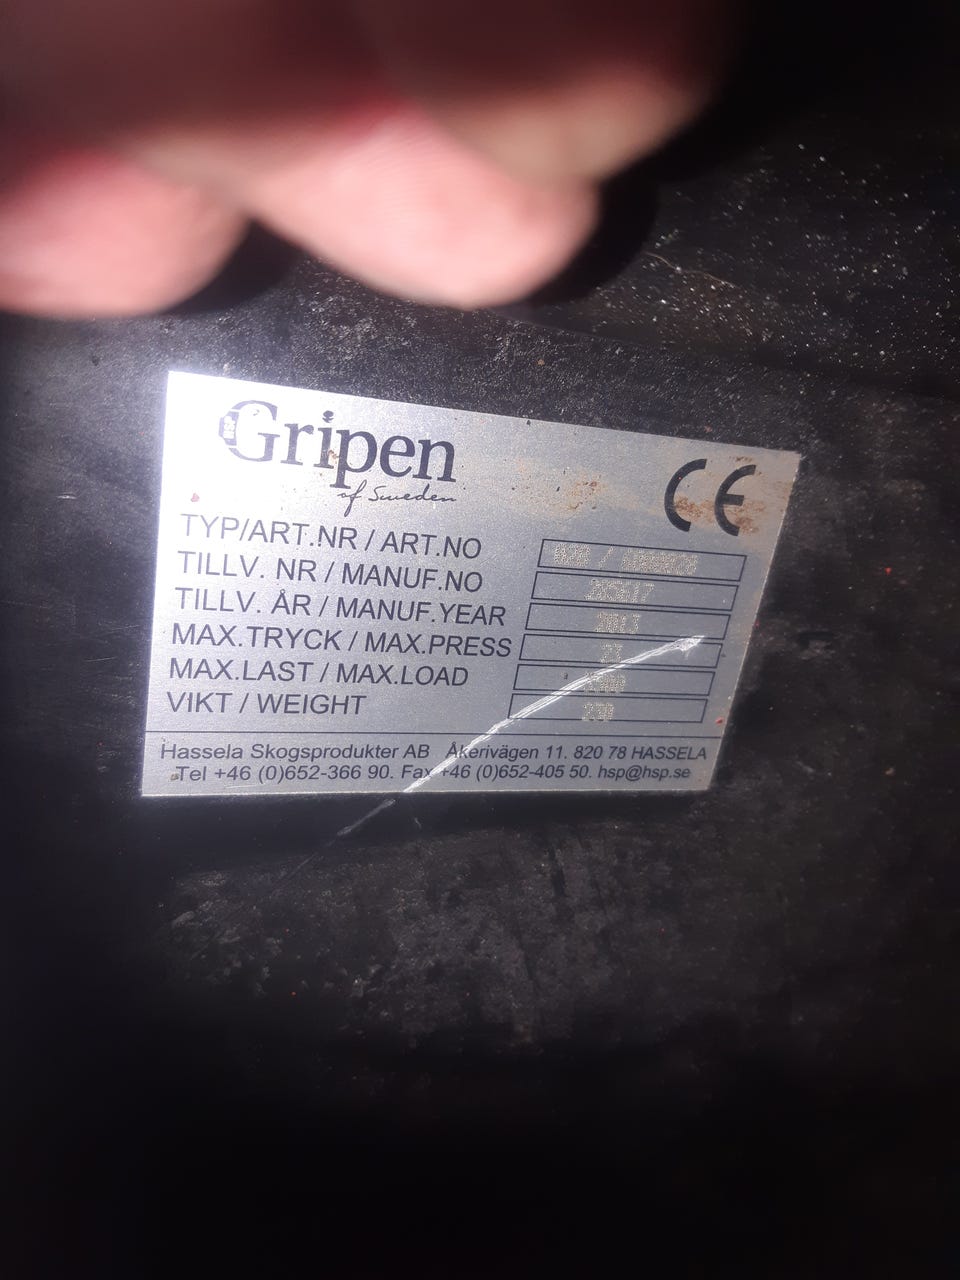 HSP Gripen
of Sweden
CE
TYP/ART.NR / ART.NO
TILLV. NR / MANUF.NO
TILLV. ÅR / MANUF.YEAR 2013
MAX.TRYCK / MAX.PRESS
MAX.LAST / MAX.LOAD
VIKT / WEIGHT
Hassela Skogsprodukter AB Åkerivägen 11. 820 78 HASSELA
Tel +46 (0)652-366 90. Fax +46 (0)652-405 50. hsp@hsp.se